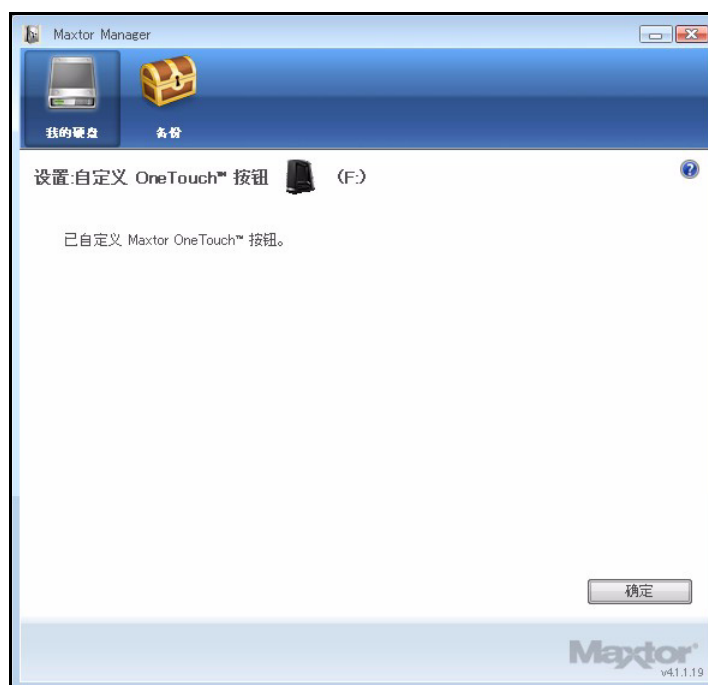 Maxtor Manager
我的硬盘
备份
设置:自定义 OneTouch™ 按钮 (F:)
已自定义 Maxtor OneTouch™ 按钮。
确定
Maxtor
v4.1.1.19